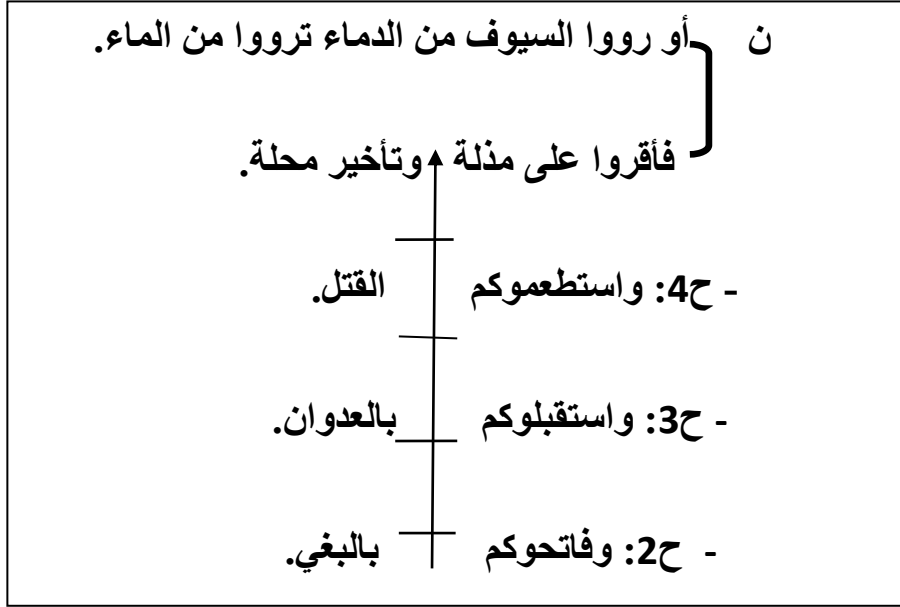 ن أو رووا السيوف من الدماء ترووا من الماء.
فأقروا على مذلة وتأخير محلة.
- ح4: واستطعموكم القتل.
- ح3: واستقبلوكم بالعدوان.
- ح2: وفاتحوكم بالبغي.